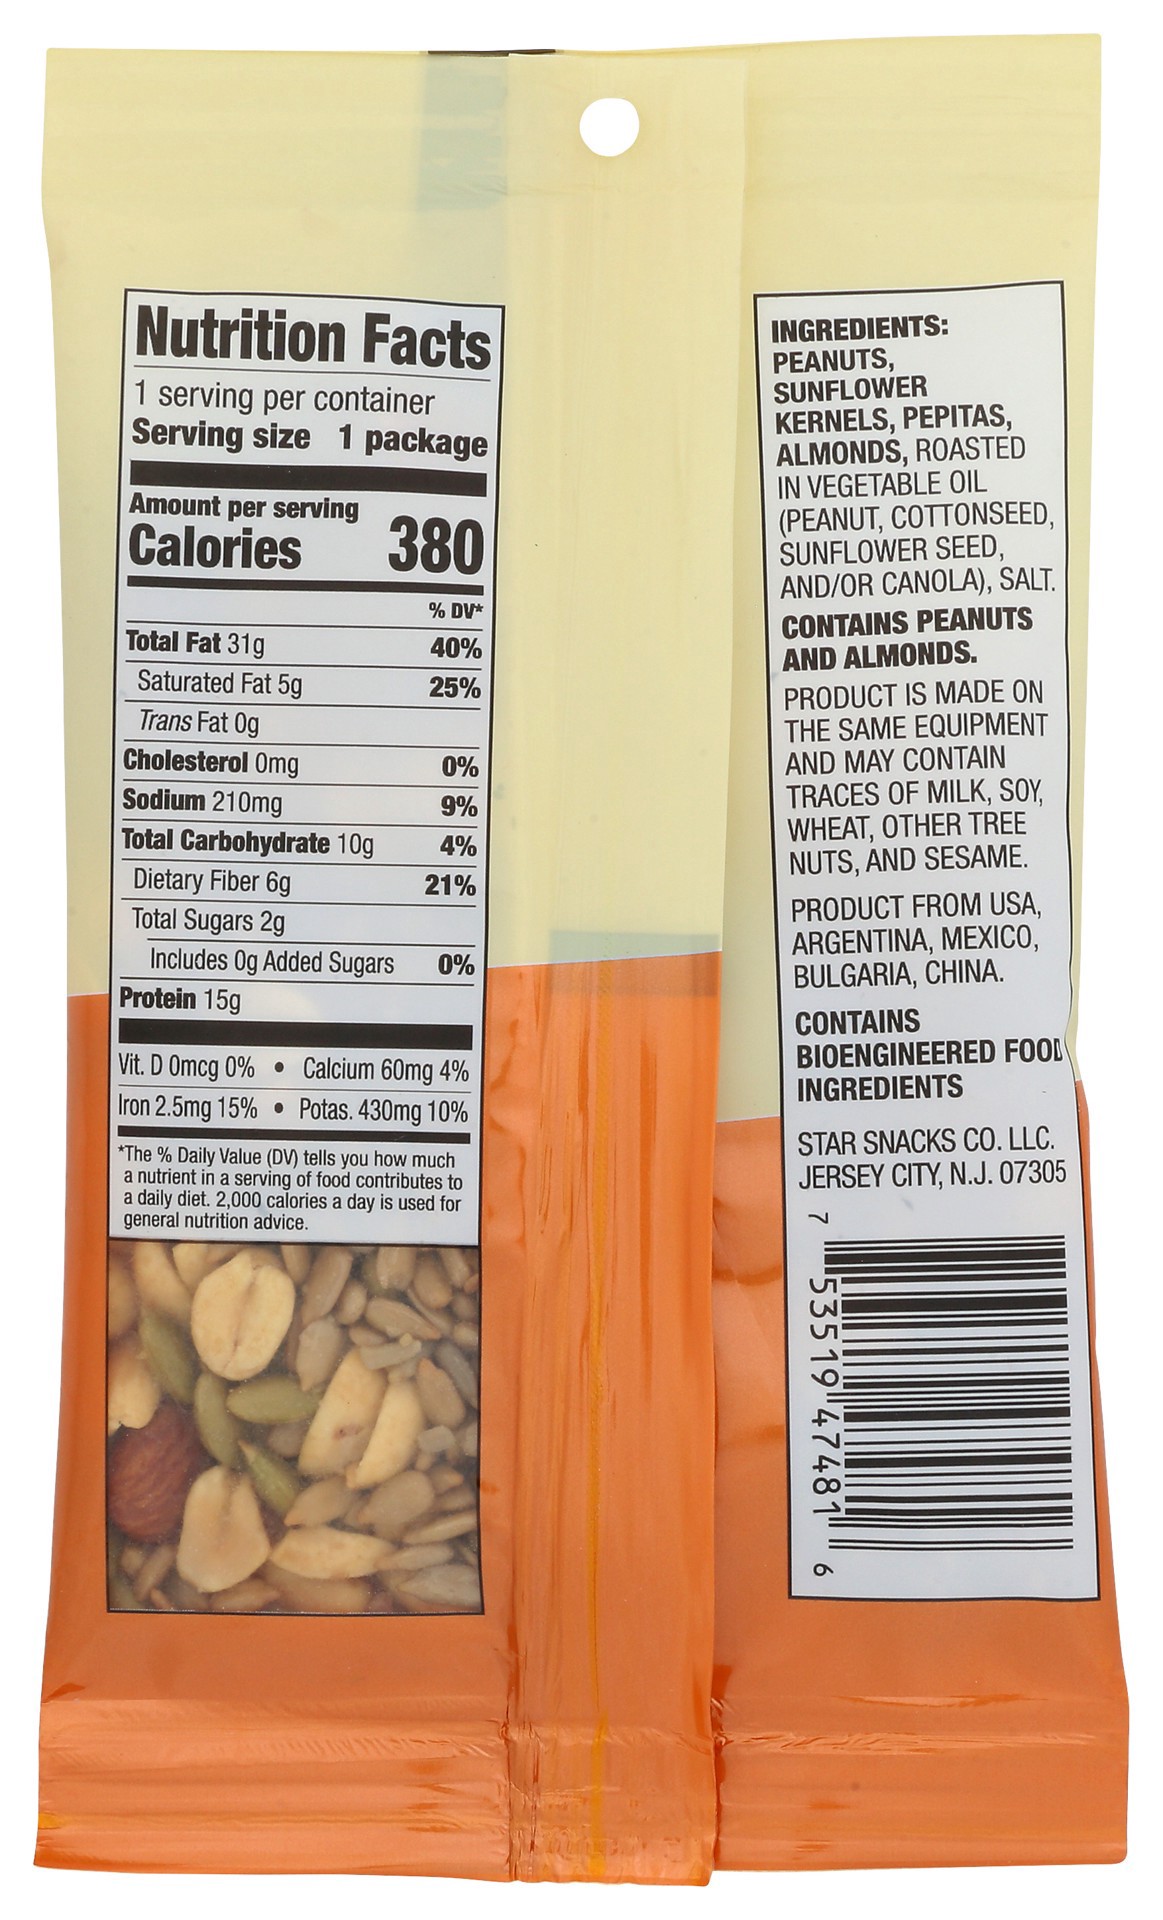 Nutrition Facts
1 serving per container
Serving size 1 package
Amount per serving
Calories 380
% DV*
Total Fat 31g 40%
Saturated Fat 5g 25%
Trans Fat 0g
Cholesterol 0mg 0%
Sodium 210mg 9%
Total Carbohydrate 10g 4%
Dietary Fiber 6g 21%
Total Sugars 2g
Includes 0g Added Sugars 0%
Protein 15g
Vit. D 0mcg 0% • Calcium 60mg 4%
Iron 2.5mg 15% • Potas. 430mg 10%
*The % Daily Value (DV) tells you how much
a nutrient in a serving of food contributes to
a daily diet. 2,000 calories a day is used for
general nutrition advice.
INGREDIENTS:
PEANUTS,
SUNFLOWER
KERNELS, PEPITAS,
ALMONDS, ROASTED
IN VEGETABLE OIL
(PEANUT, COTTONSEED,
SUNFLOWER SEED,
AND/OR CANOLA), SALT.
CONTAINS PEANUTS
AND ALMONDS.
PRODUCT IS MADE ON
THE SAME EQUIPMENT
AND MAY CONTAIN
TRACES OF MILK, SOY,
WHEAT, OTHER TREE
NUTS, AND SESAME.
PRODUCT FROM USA,
ARGENTINA, MEXICO,
BULGARIA, CHINA.
CONTAINS
BIOENGINEERED FOOD
INGREDIENTS
STAR SNACKS CO. LLC.
JERSEY CITY, N.J. 07305
7 53519 47481 6